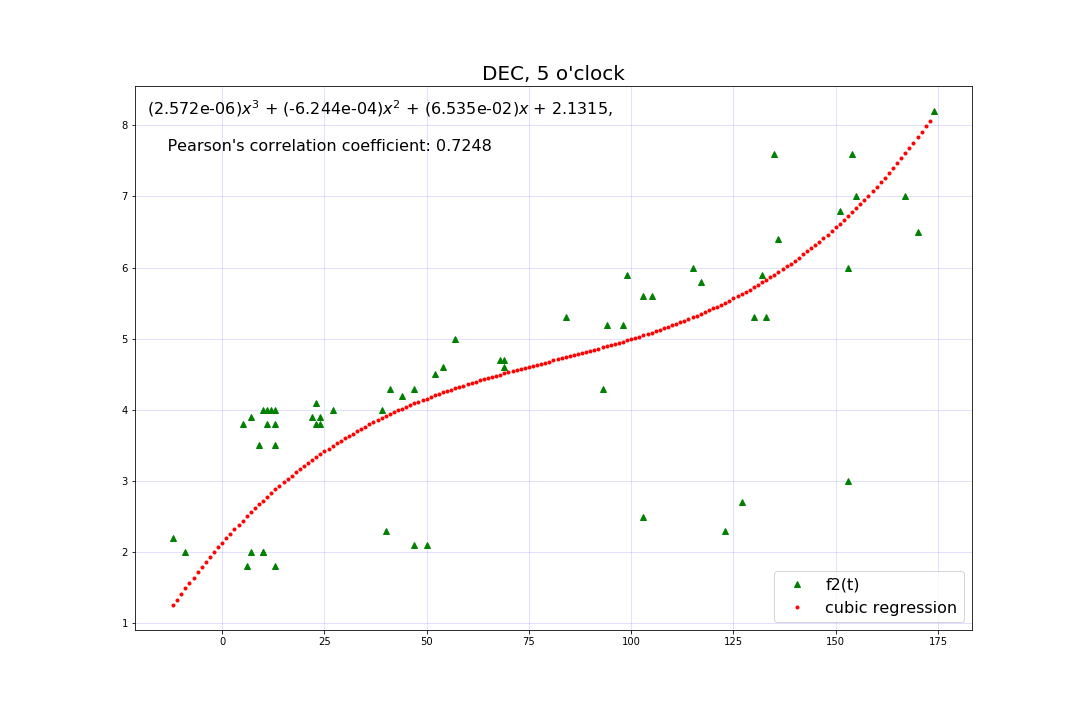 DEC, 5 o'clock
(2.572e-06)x³ + (-6.244e-04)x² + (6.535e-02)x + 2.1315,
Pearson's correlation coefficient: 0.7248
8
7
6
5
4
3
2
1
f2(t)
cubic regression
0 25 50 75 100 125 150 175